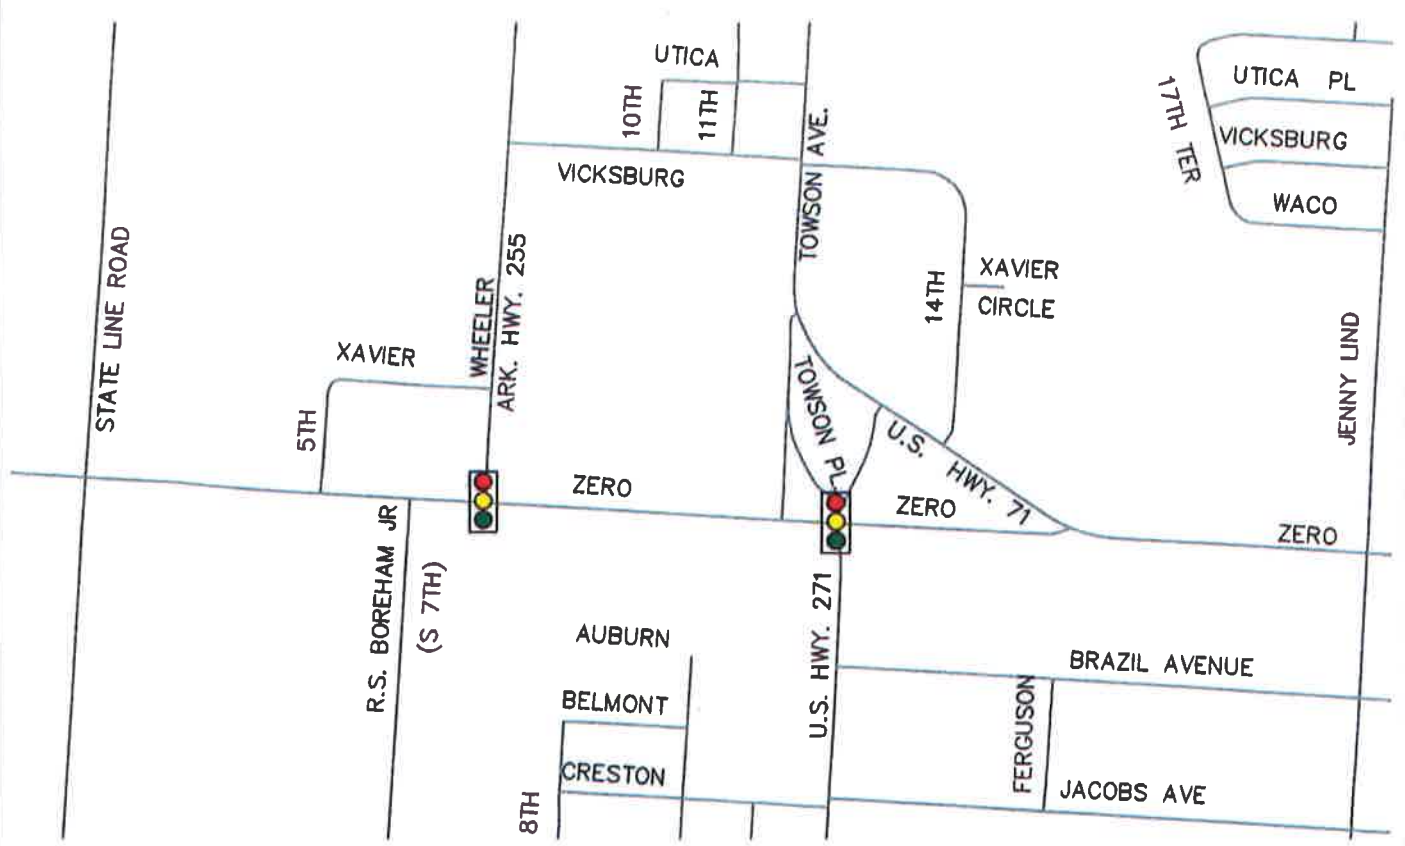 UTICA
UTICA PL
10TH
11TH
17TH TER
TOWSON AVE.
VICKSBURG
VICKSBURG
WACO
STATE LINE ROAD
WHEELER
ARK. HWY. 255
14TH
XAVIER
CIRCLE
XAVIER
5TH
TOWSON PL.
JENNY LIND
U.S. HWY. 71
ZERO
ZERO
ZERO
R.S. BOREHAM JR
(S 7TH)
U.S. HWY. 271
AUBURN
BRAZIL AVENUE
BELMONT
FERGUSON
CRESTON
JACOBS AVE
8TH